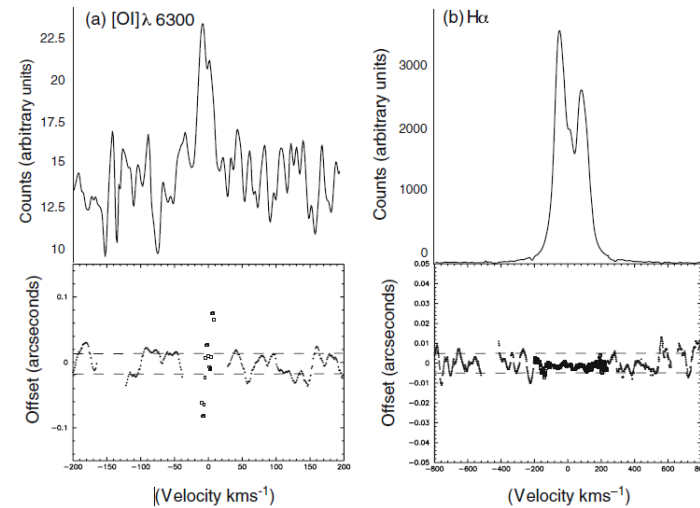 (a) [OI]λ 6300
22.5
20
17.5
15
12.5
10
Counts (arbitrary units)
0.1
0
−0.1
Offset (arcseconds)
−200 −150 −100 −50 0 50 100 150 200
(Velocity kms-1)
(b) Hα
3000
2000
1000
0
Counts (arbitrary units)
0.05
0.04
0.03
0.02
0.01
0
−0.01
−0.02
−0.03
−0.04
−0.05
Offset (arcseconds)
−800 −600 −400 −200 0 200 400 600 800
(Velocity kms−1)